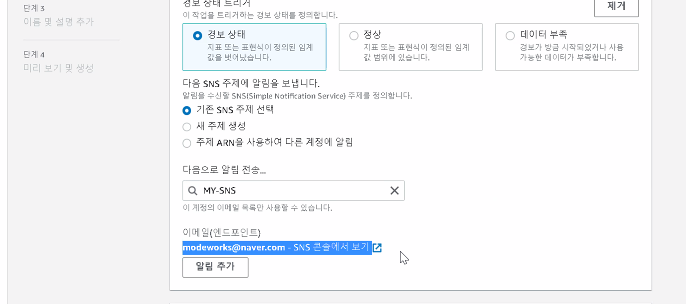 단계 3
이름 및 설명 추가
단계 4
미리 보기 및 생성
경보 상태 트리거
이 작업을 트리거하는 경보 상태를 정의합니다.
제거
경보 상태
지표 또는 표현식이 정의된 임계
값을 벗어났습니다.
정상
지표 또는 표현식이 정의된 임계
값 범위에 있습니다.
데이터 부족
경보가 방금 시작되었거나 사용
가능한 데이터가 부족합니다.
다음 SNS 주제에 알림을 보냅니다.
알림을 수신할 SNS(Simple Notification Service) 주제를 정의합니다.
기존 SNS 주제 선택
새 주제 생성
주제 ARN을 사용하여 다른 계정에 알림
다음으로 알림 전송...
MY-SNS
이 계정의 이메일 목록만 사용할 수 있습니다.
이메일(엔드포인트)
modeworks@naver.com - SNS 콘솔에서 보기
알림 추가